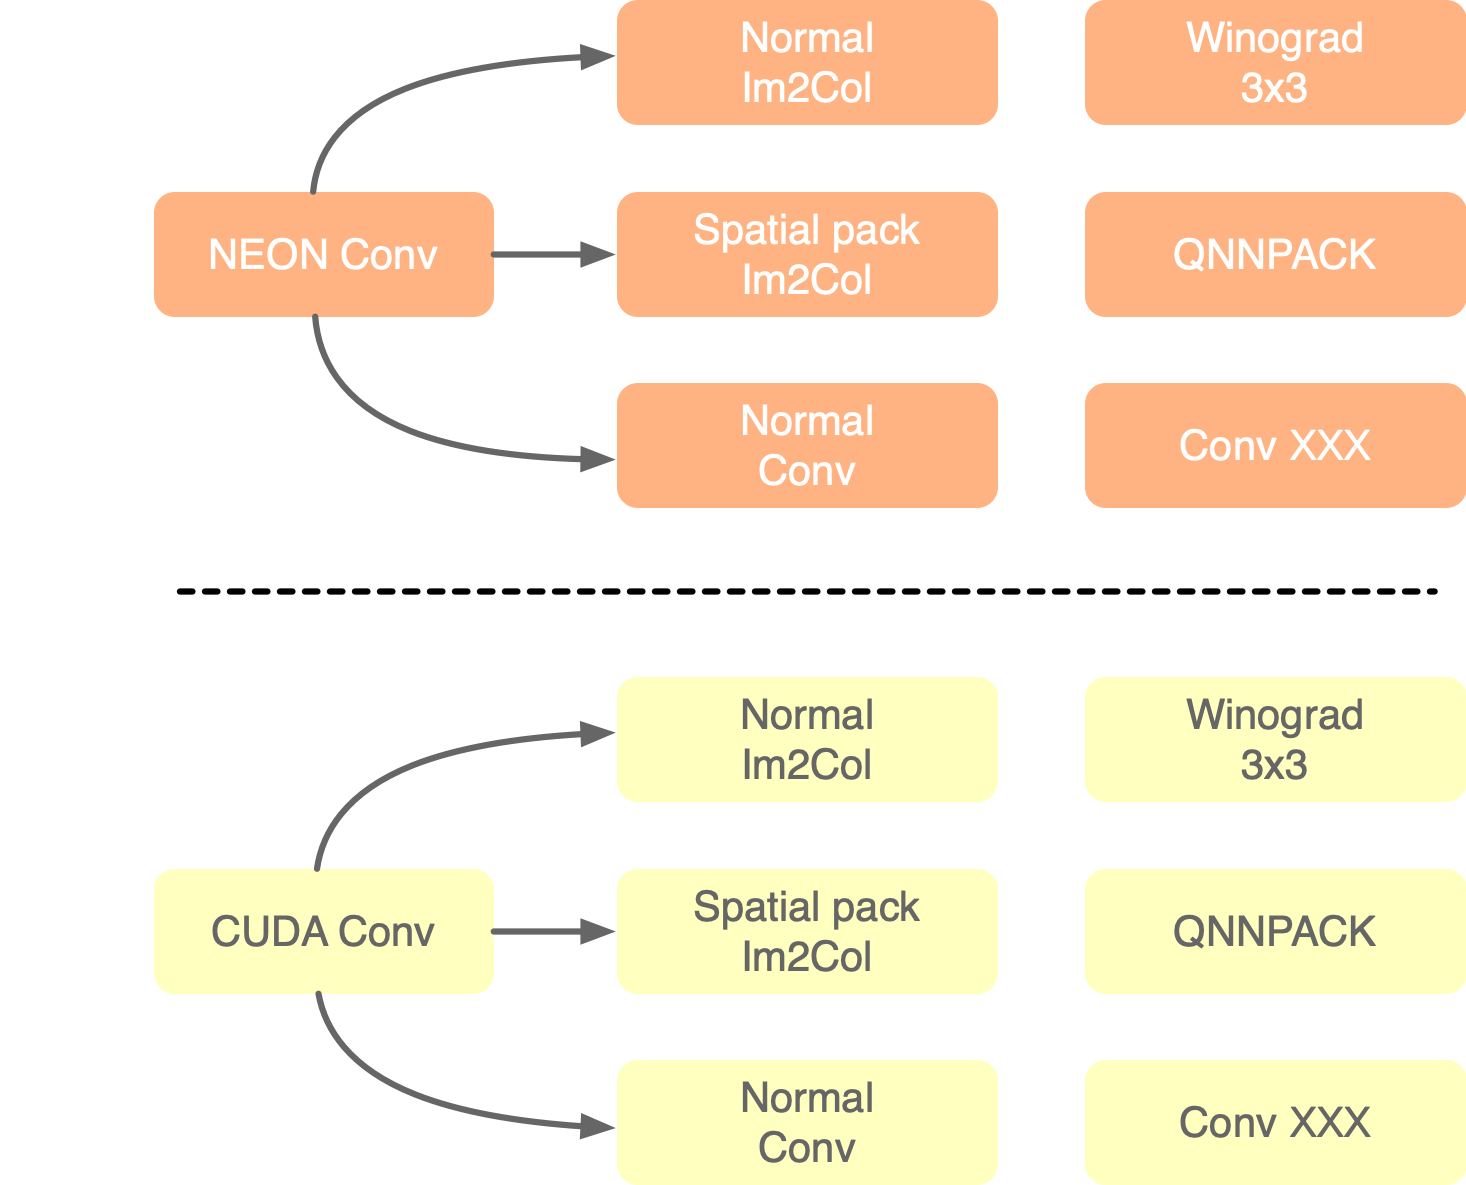 Normal
Im2Col
Winograd
3x3
NEON Conv
Spatial pack
Im2Col
QNNPACK
Normal
Conv
Conv XXX
Normal
Im2Col
Winograd
3x3
CUDA Conv
Spatial pack
Im2Col
QNNPACK
Normal
Conv
Conv XXX